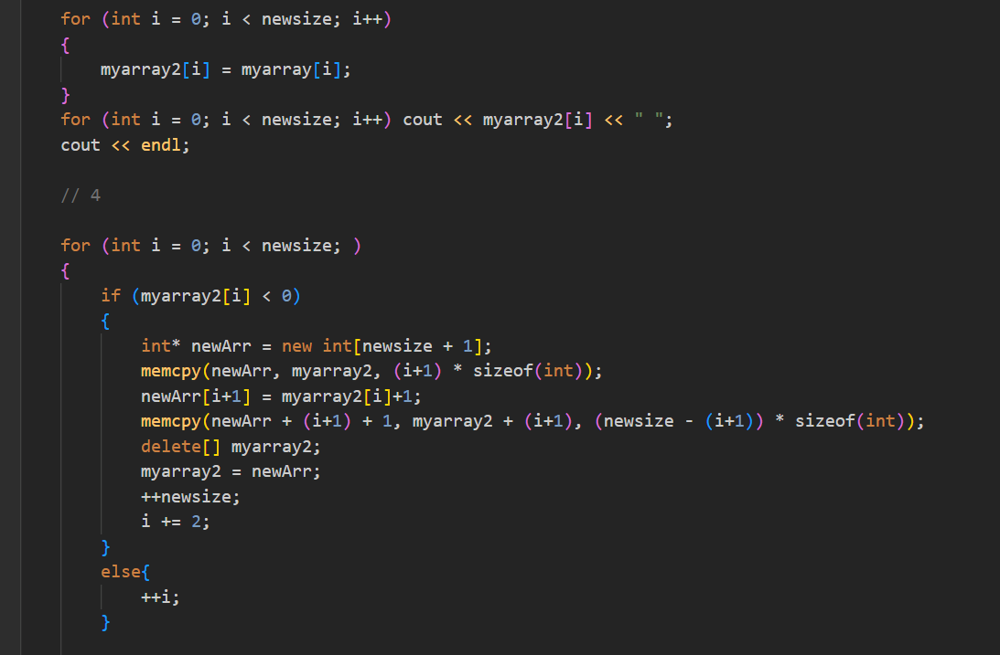 for (int i = 0; i < newsize; i++)
{
    myarray2[i] = myarray[i];
}
for (int i = 0; i < newsize; i++) cout << myarray2[i] << " ";
cout << endl;

// 4

for (int i = 0; i < newsize; )
{
    if (myarray2[i] < 0)
    {
        int* newArr = new int[newsize + 1];
        memcpy(newArr, myarray2, (i+1) * sizeof(int));
        newArr[i+1] = myarray2[i]+1;
        memcpy(newArr + (i+1) + 1, myarray2 + (i+1), (newsize - (i+1)) * sizeof(int));
        delete[] myarray2;
        myarray2 = newArr;
        ++newsize;
        i += 2;
    }
    else{
        ++i;
    }